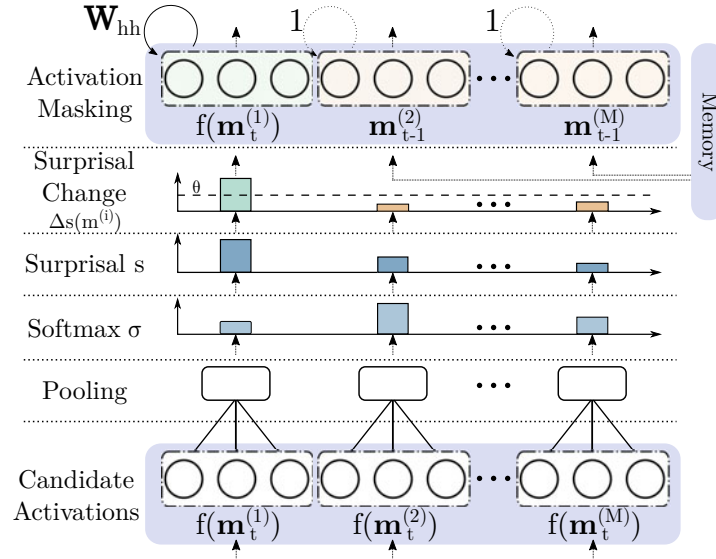 W_hh 1 1
Activation
Masking
f(m_t^(1)) m_t-1^(2) m_t-1^(M)
Memory
Surprisal
Change
Δs(m^(i))
θ
Surprisal s
Softmax σ
Pooling
Candidate
Activations
f(m_t^(1)) f(m_t^(2)) f(m_t^(M))